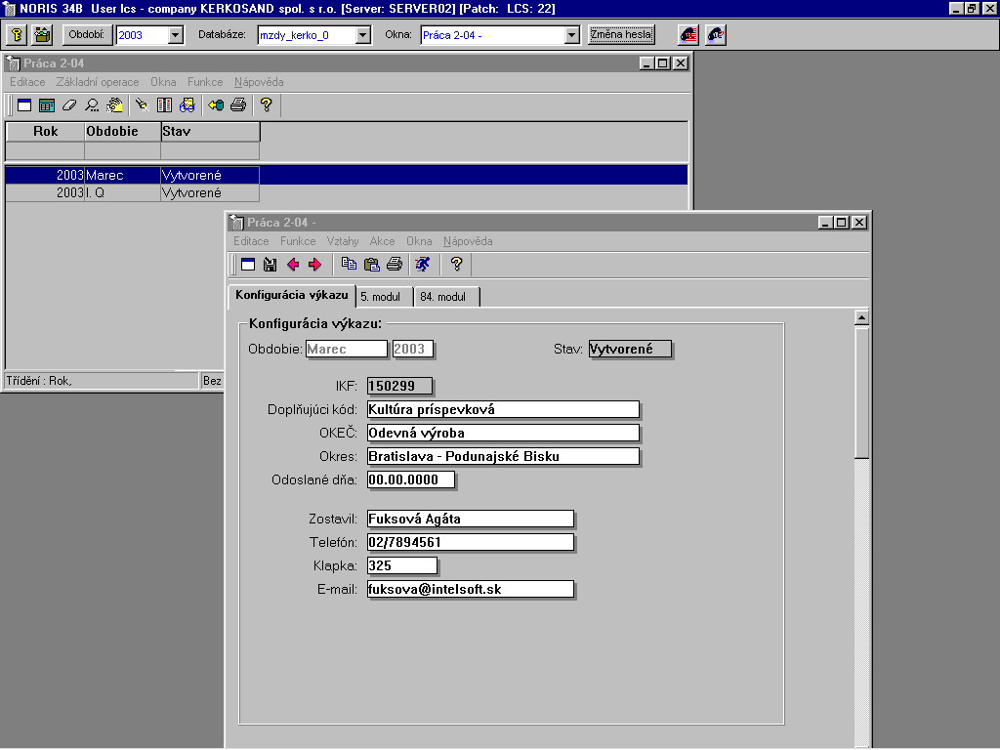 NORIS 34B User lcs - company KERKOSAND spol. s r.o. [Server: SERVER02] [Patch: LCS: 22]
Období: 2003 Databáze: mzdy_kerko_0 Okna: Práca 2-04 - Změna hesla
Práca 2-04
Editace Základní operace Okna Funkce Nápověda
Rok Obdobie Stav
2003 Marec Vytvorené
2003 I. Q Vytvorené
Třídění : Rok, Bez
Práca 2-04 -
Editace Funkce Vztahy Akce Okna Nápověda
Konfigurácia výkazu 5. modul 84. modul
Konfigurácia výkazu:
Obdobie: Marec 2003 Stav: Vytvorené
IKF: 150299
Doplňujúci kód: Kultúra príspevková
OKEČ: Odevná výroba
Okres: Bratislava - Podunajské Bisku
Odoslané dňa: 00.00.0000
Zostavil: Fuksová Agáta
Telefón: 02/7894561
Klapka: 325
E-mail: fuksova@intelsoft.sk